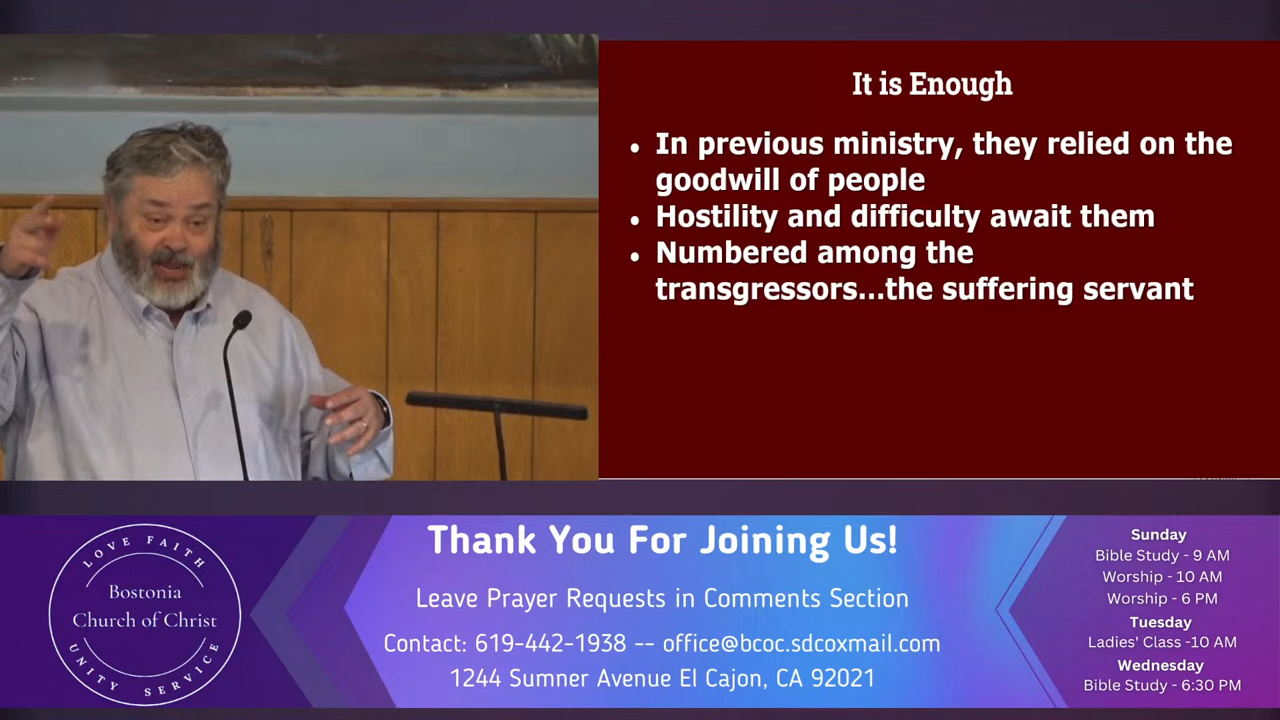 It is Enough
• In previous ministry, they relied on the
goodwill of people
• Hostility and difficulty await them
• Numbered among the
transgressors...the suffering servant
LOVE FAITH
Bostonia
Church of Christ
UNITY SERVICE
Thank You For Joining Us!
Leave Prayer Requests in Comments Section
Contact: 619-442-1938 -- office@bcoc.sdcoxmail.com
1244 Sumner Avenue El Cajon, CA 92021
Sunday
Bible Study - 9 AM
Worship - 10 AM
Worship - 6 PM
Tuesday
Ladies' Class -10 AM
Wednesday
Bible Study - 6:30 PM